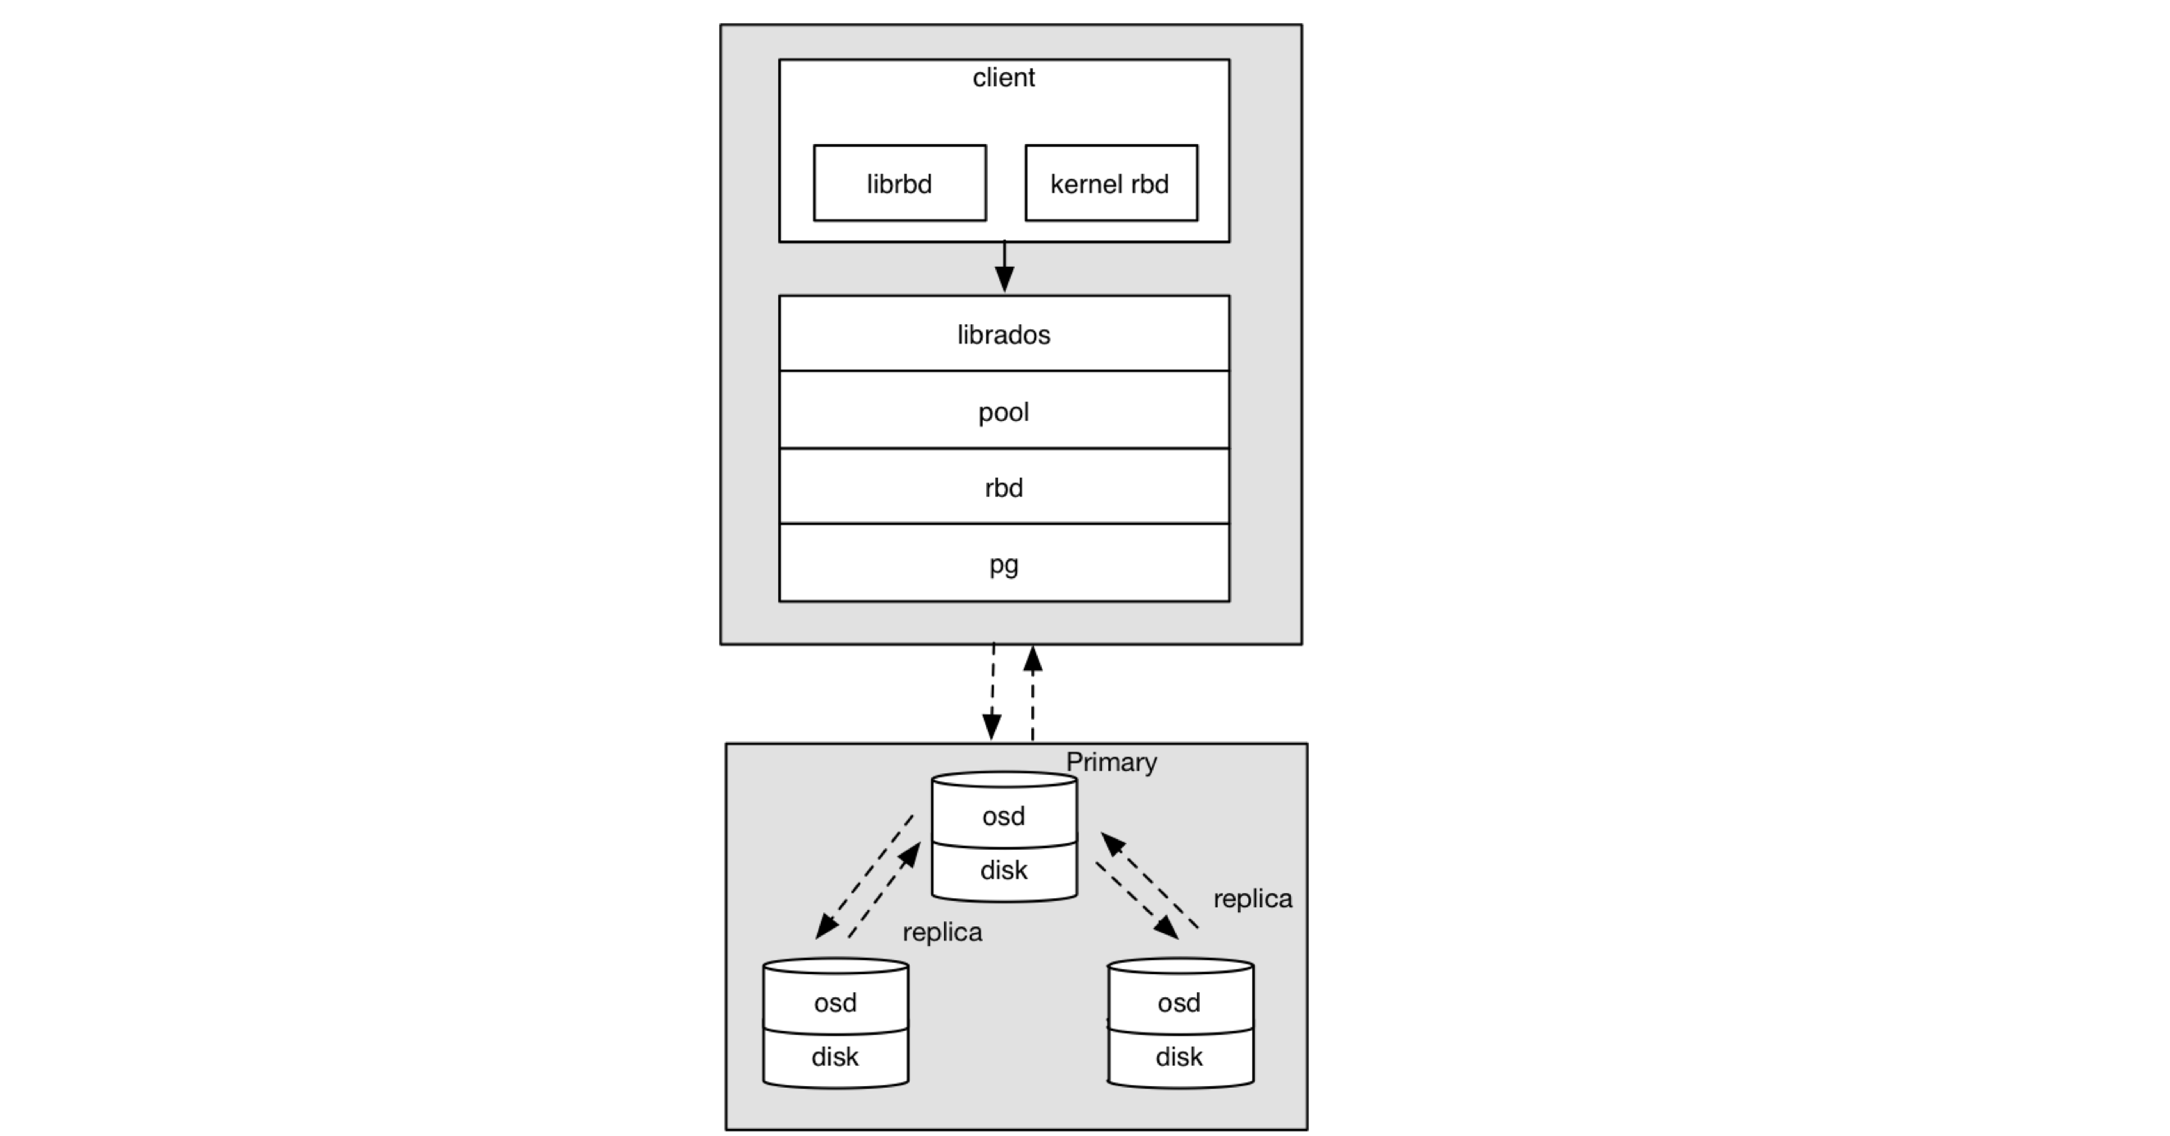 client
librbd
kernel rbd
librados
pool
rbd
pg
Primary
osd
disk
replica
replica
osd
disk
osd
disk